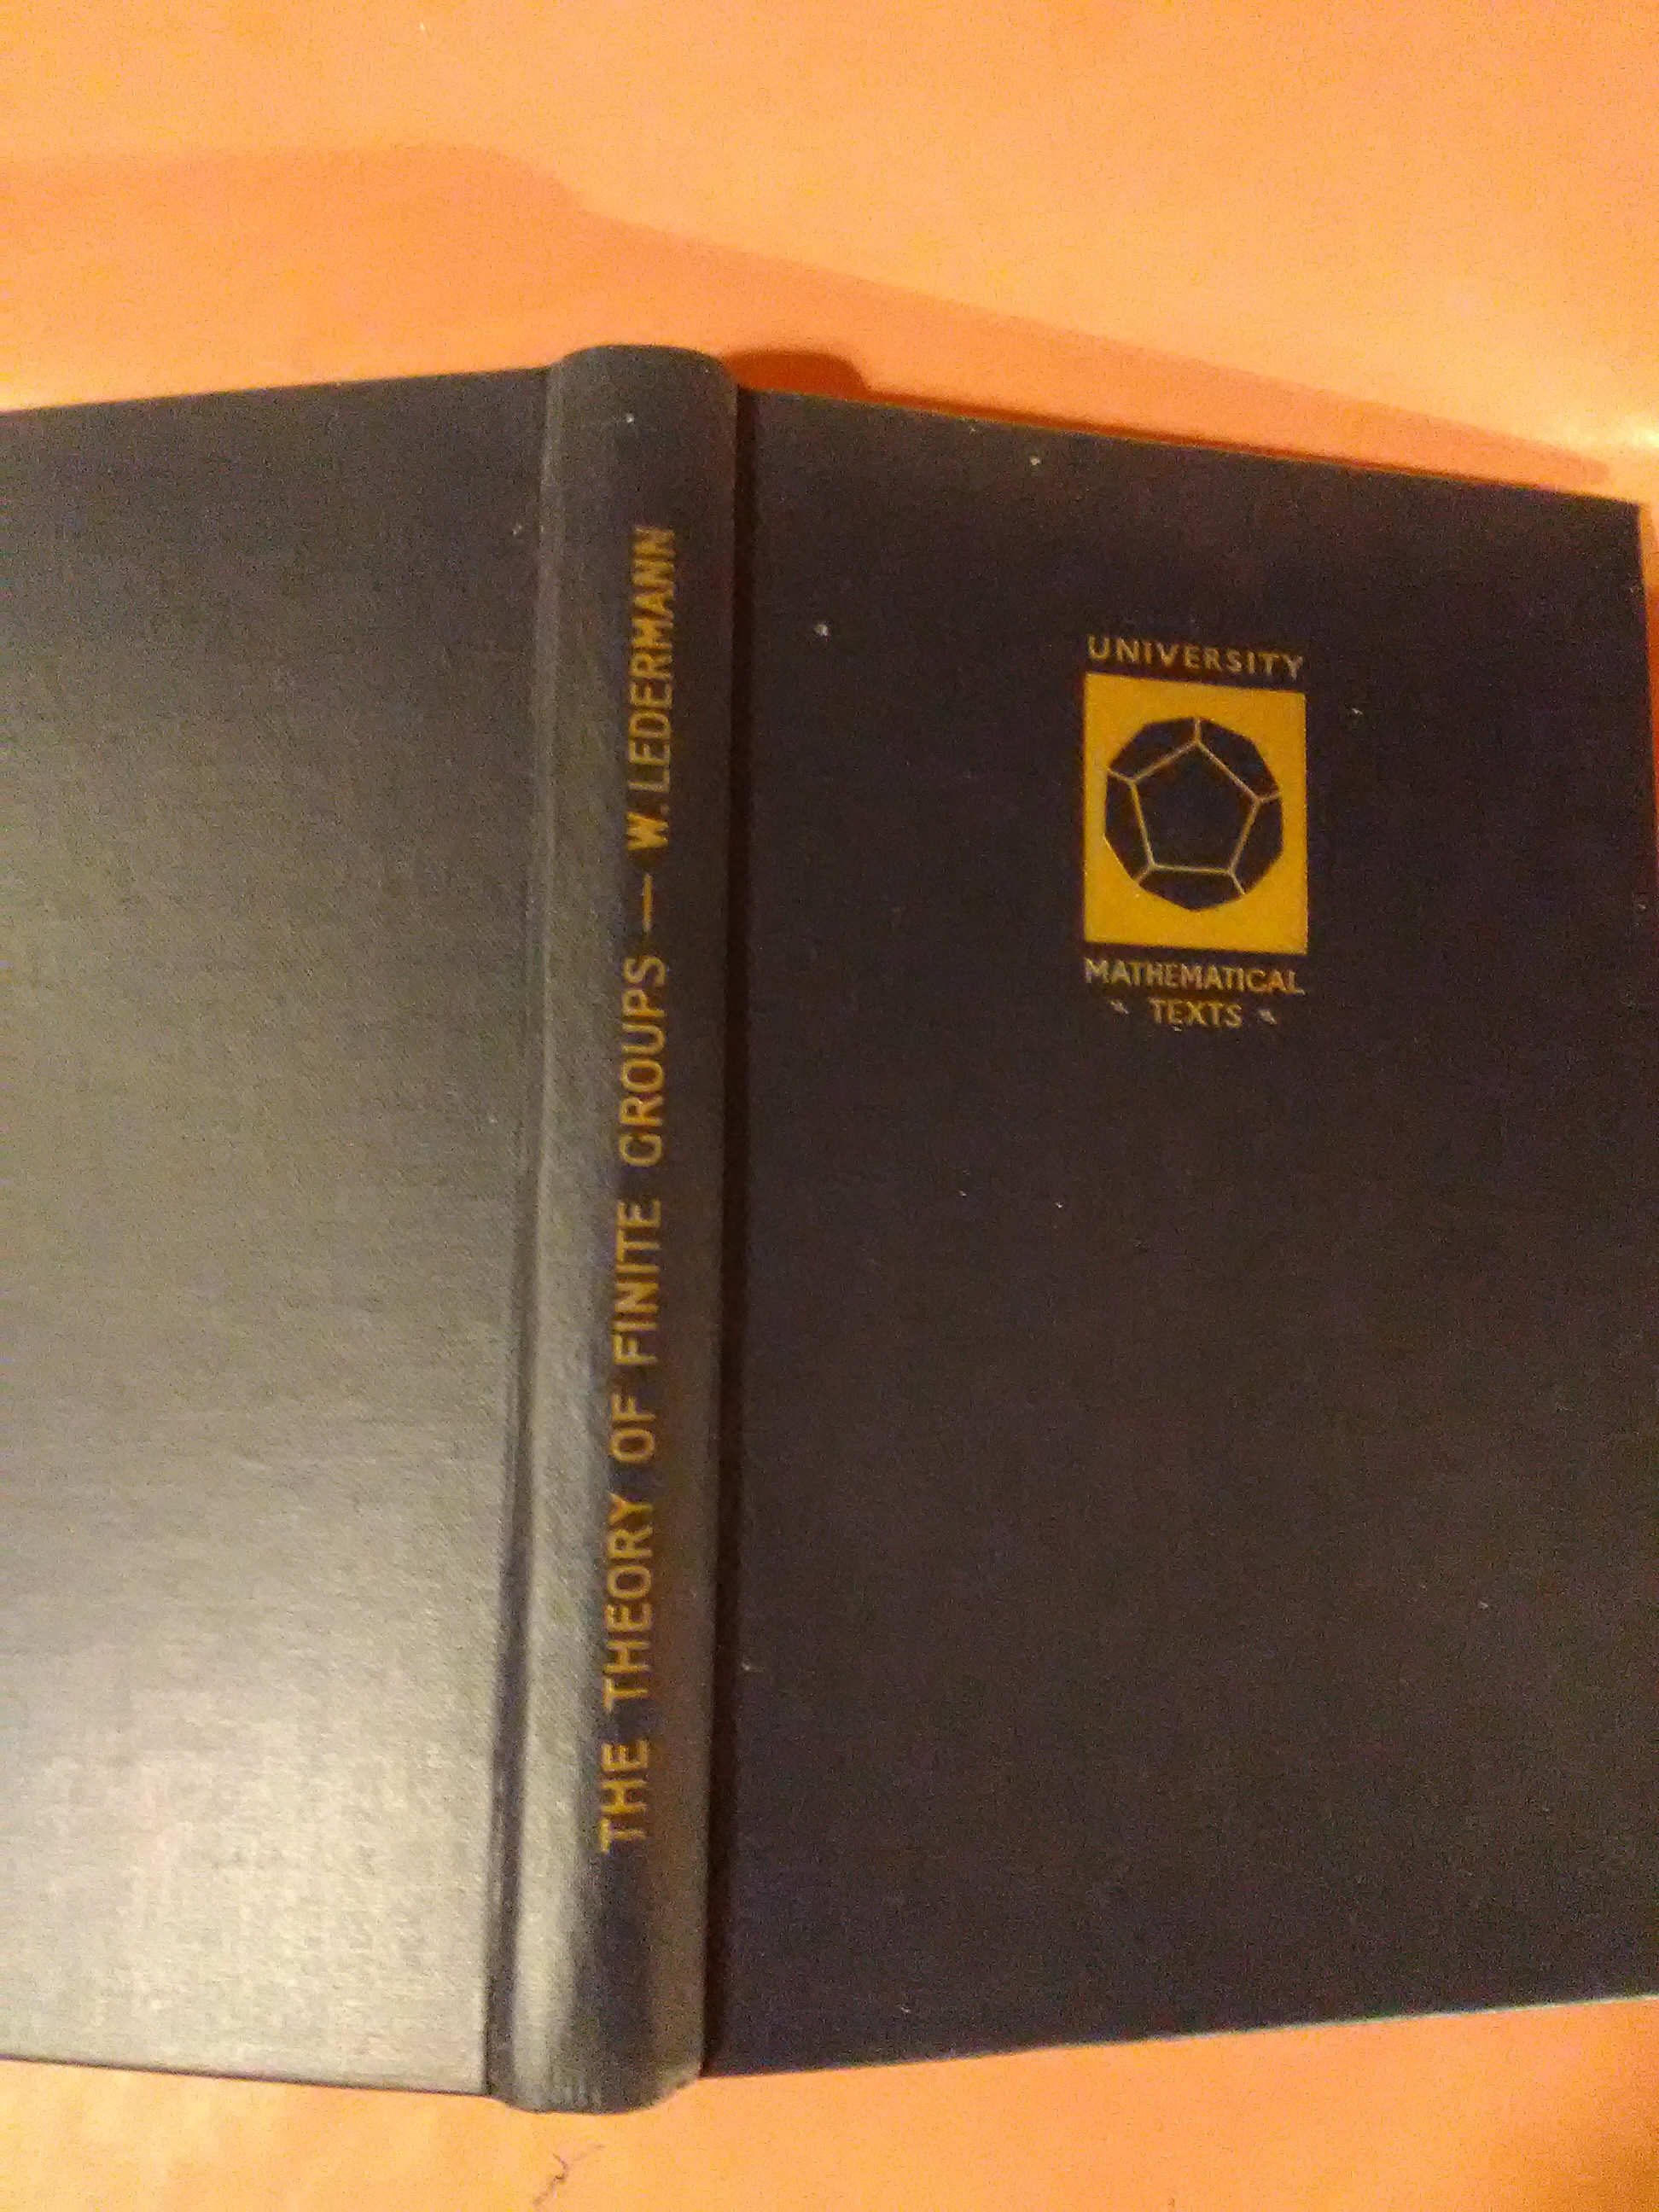 THE THEORY OF FINITE GROUPS — W. LEDERMANN
UNIVERSITY
MATHEMATICAL
TEXTS